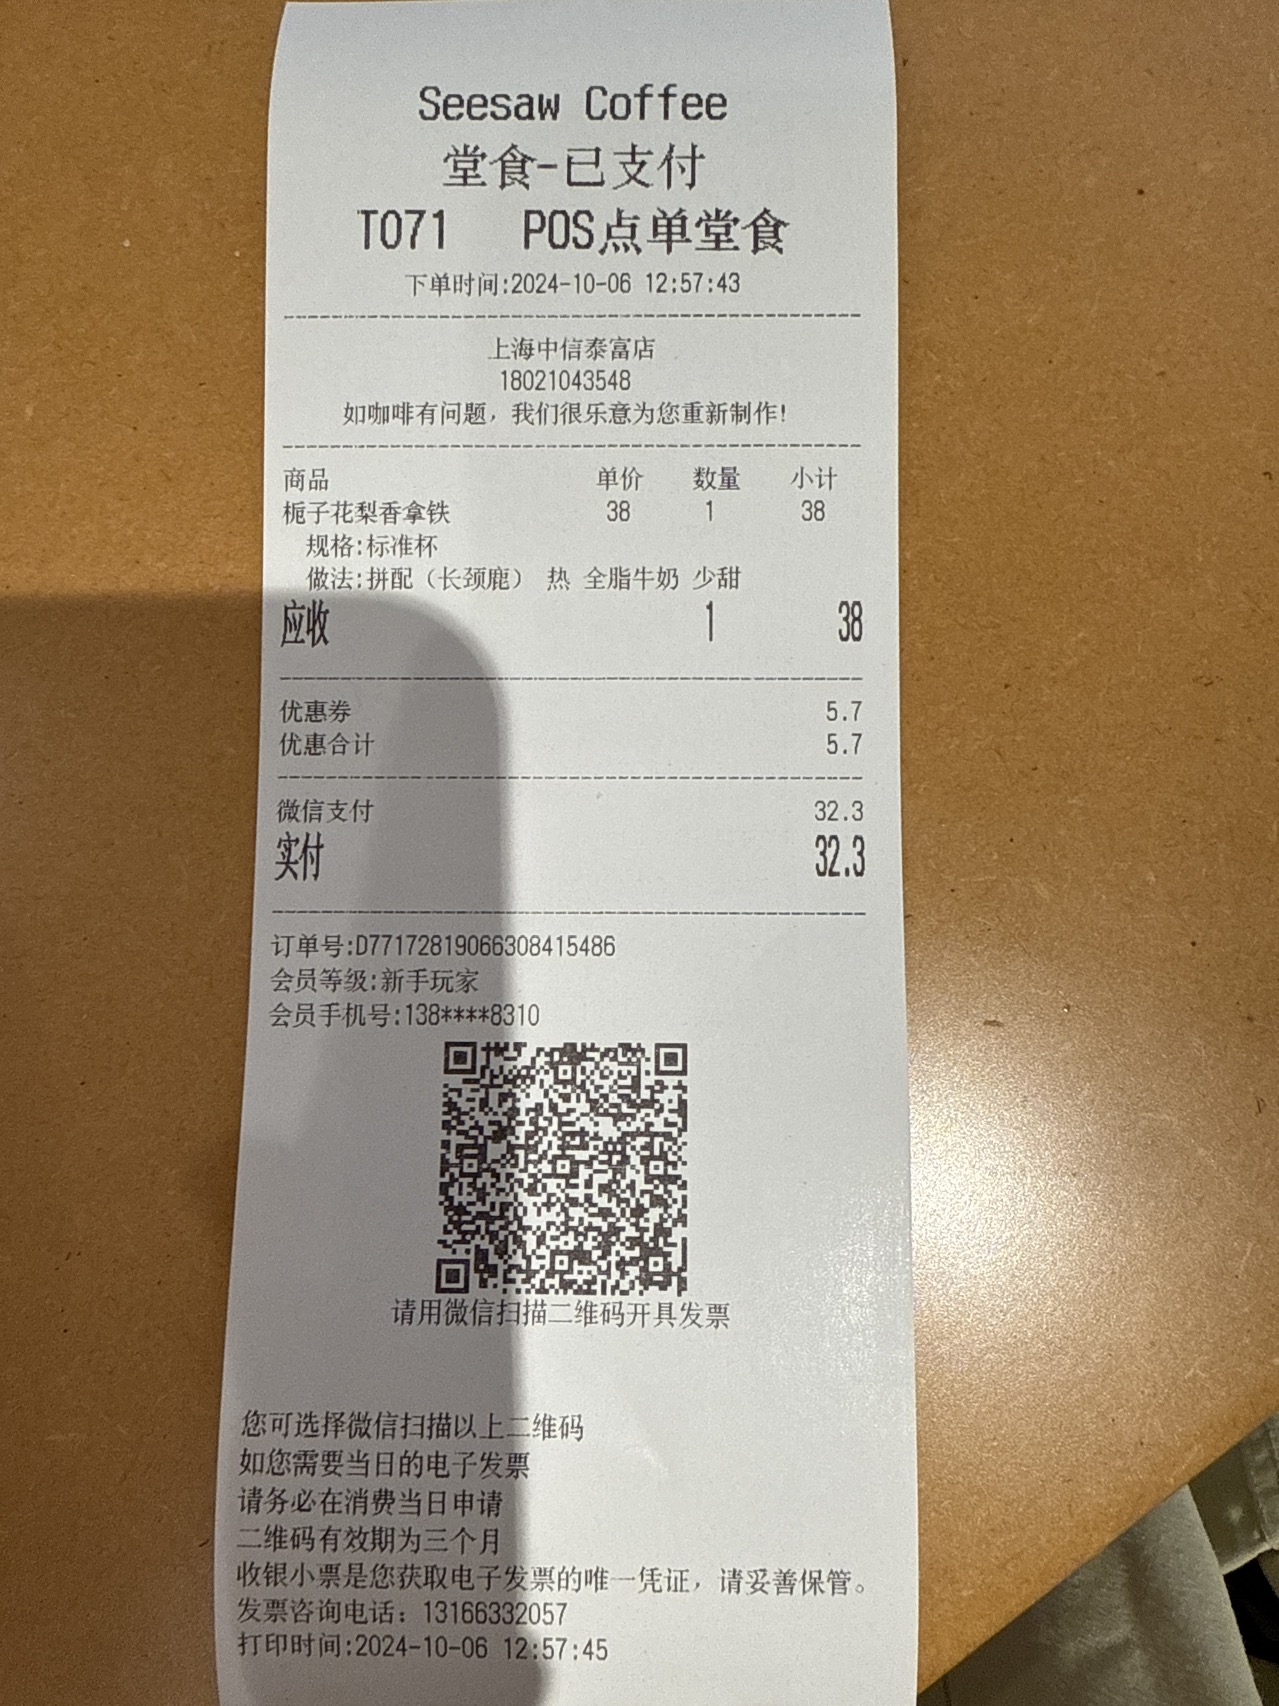 Seesaw Coffee
堂食-已支付
T071 POS点单堂食
下单时间:2024-10-06 12:57:43
上海中信泰富店
18021043548
如咖啡有问题，我们很乐意为您重新制作!
商品 单价 数量 小计
栀子花梨香拿铁 38 1 38
规格:标准杯
做法:拼配（长颈鹿） 热 全脂牛奶 少甜
应收 1 38
优惠券 5.7
优惠合计 5.7
微信支付 32.3
实付 32.3
订单号:D77172819066308415486
会员等级:新手玩家
会员手机号:138****8310
请用微信扫描二维码开具发票
您可选择微信扫描以上二维码
如您需要当日的电子发票
请务必在消费当日申请
二维码有效期为三个月
收银小票是您获取电子发票的唯一凭证，请妥善保管。
发票咨询电话：13166332057
打印时间:2024-10-06 12:57:45